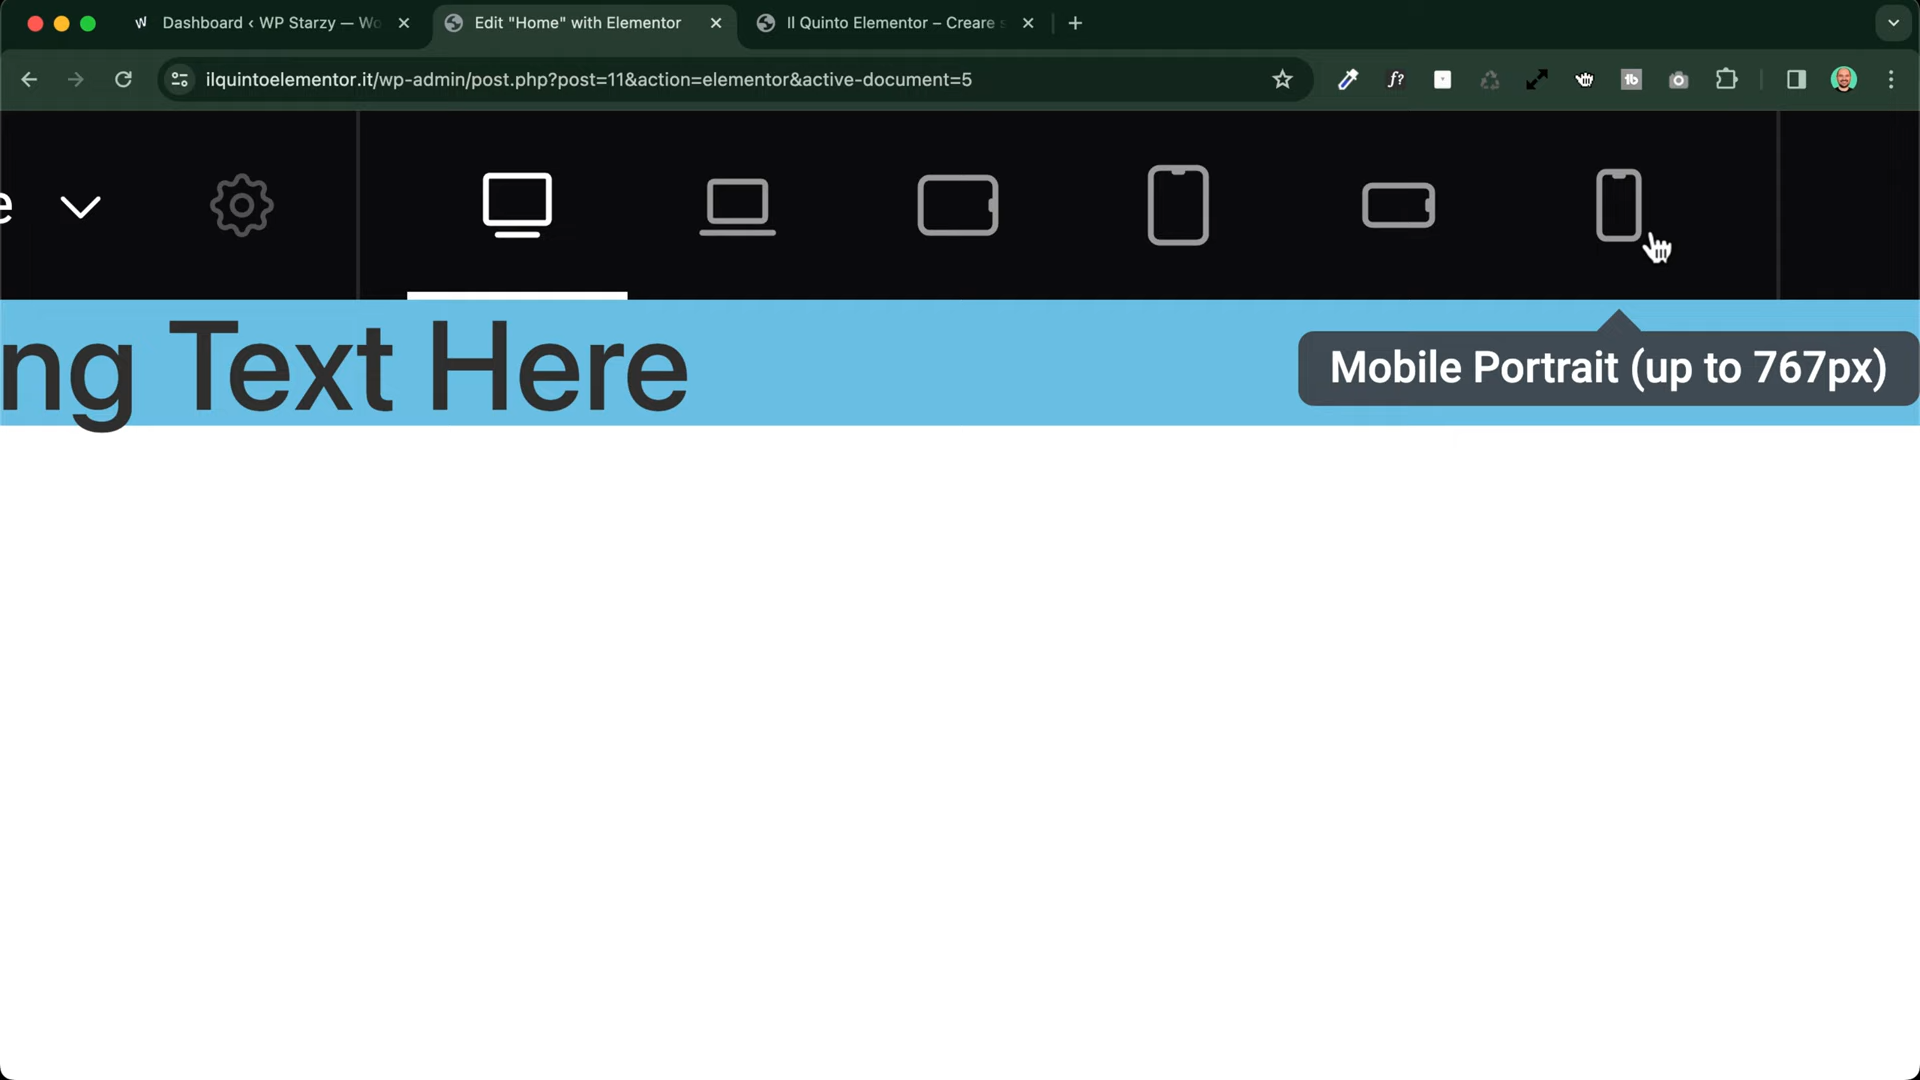 Dashboard ‹ WP Starzy — Wo
Edit "Home" with Elementor
Il Quinto Elementor – Creare s
ilquintoelementor.it/wp-admin/post.php?post=11&action=elementor&active-document=5
f?
tb
e
ng Text Here
Mobile Portrait (up to 767px)